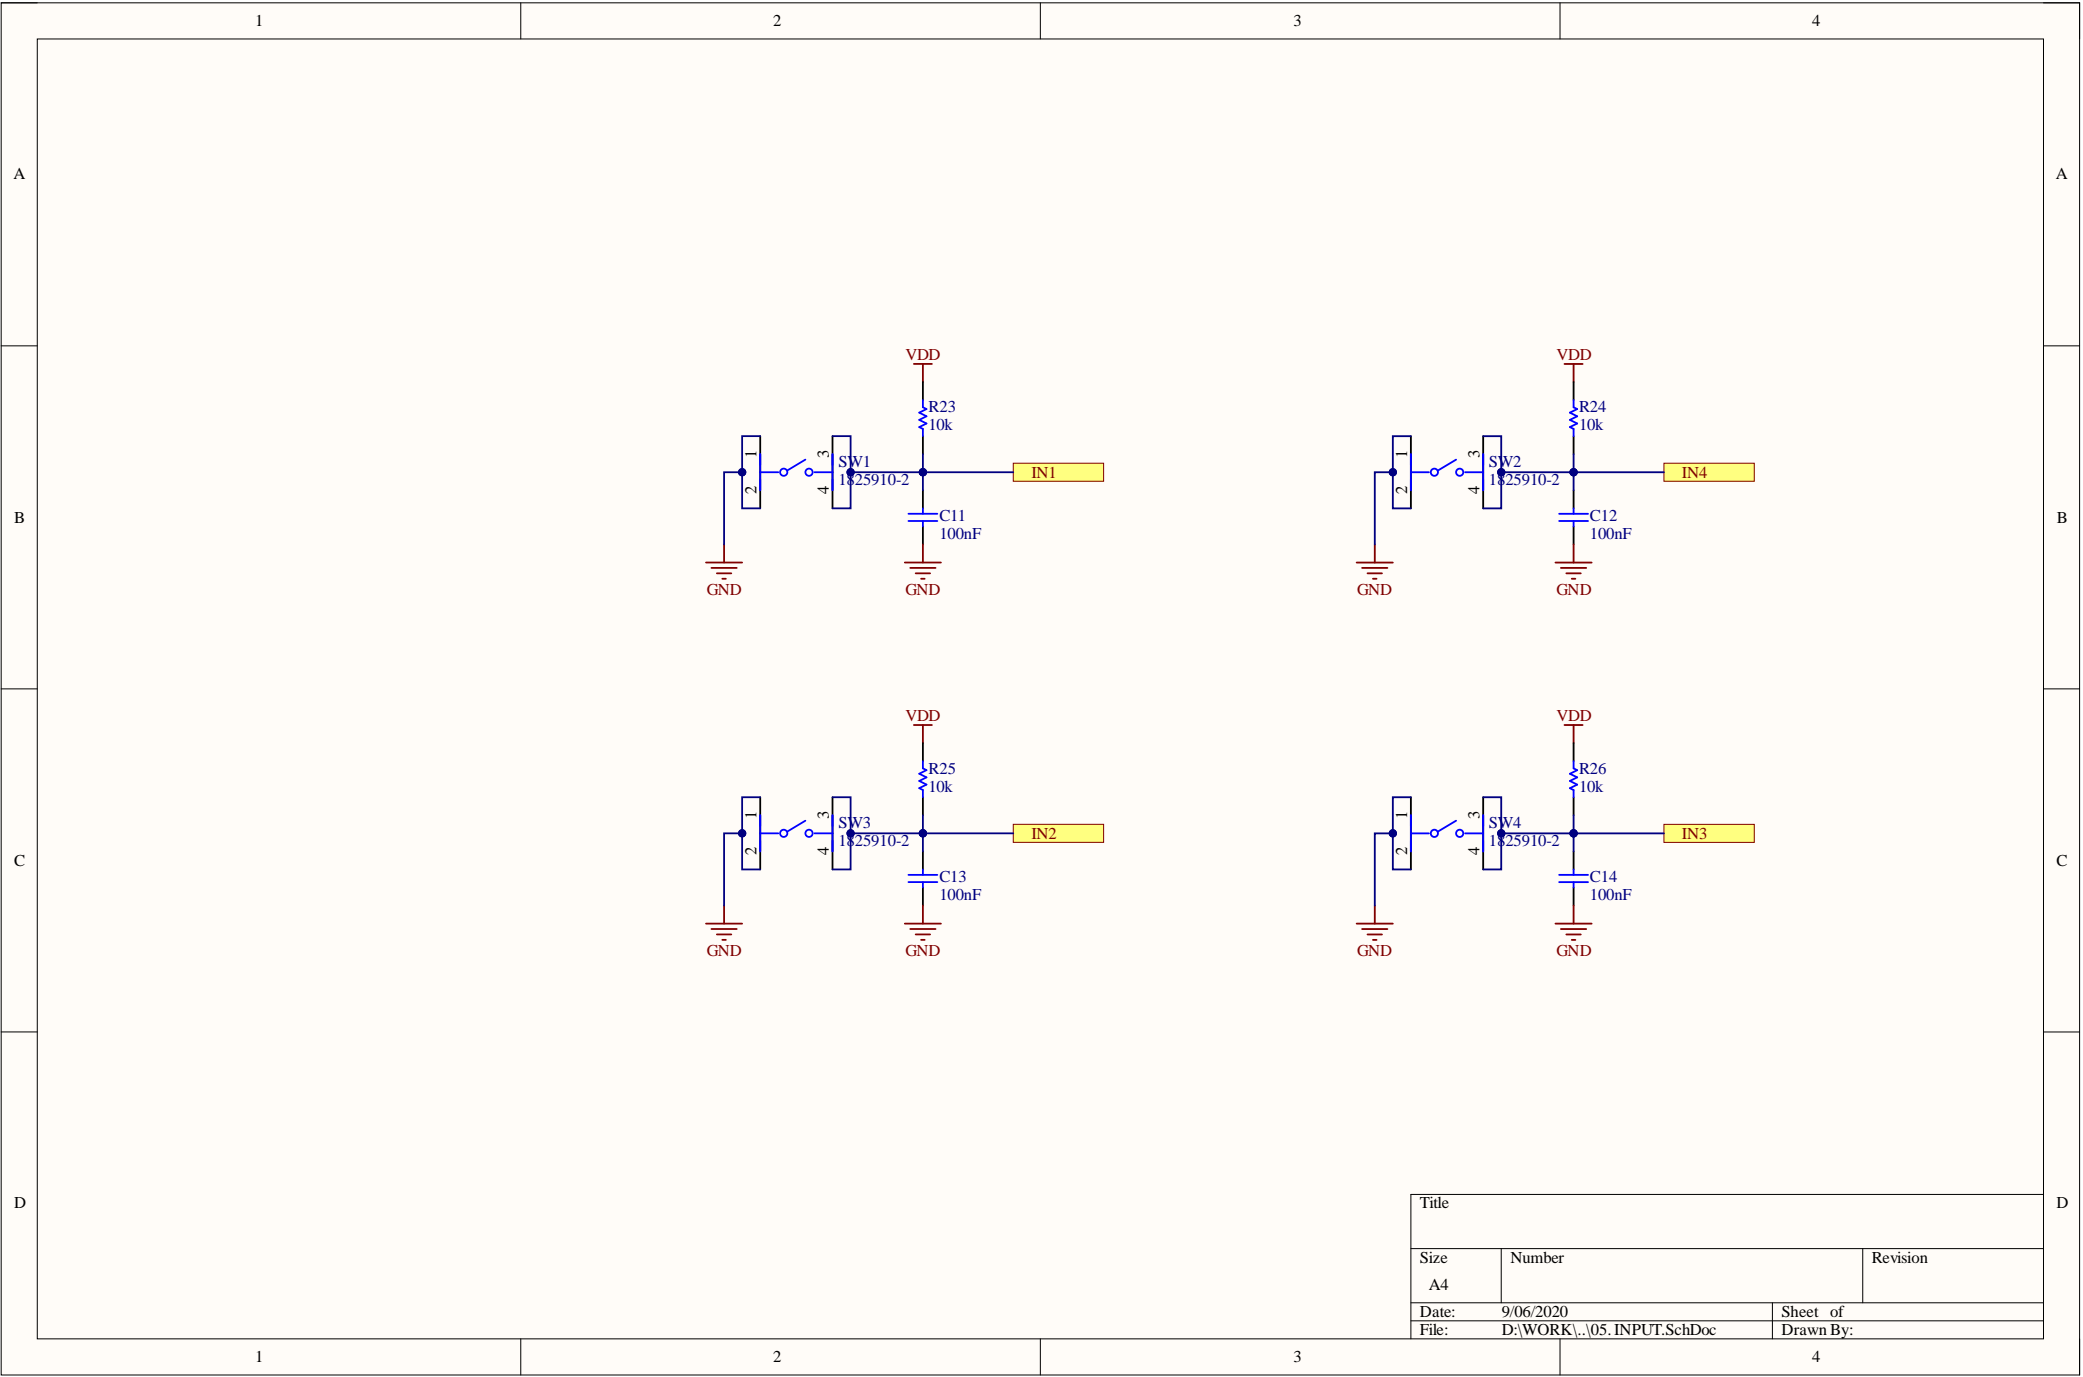 1 2 3 4
A A
VDD VDD
R23 R24
10k 10k
1 3 SW1 IN1 1 3 SW2 IN4
2 4 1825910-2 2 4 1825910-2
B C11 C12 B
100nF 100nF
GND GND GND GND
VDD VDD
R25 R26
10k 10k
1 3 SW3 IN2 1 3 SW4 IN3
2 4 1825910-2 2 4 1825910-2
C C13 C14 C
100nF 100nF
GND GND GND GND
D Title D
Size Number Revision
A4
Date: 9/06/2020 Sheet of
File: D:\WORK\..\05. INPUT.SchDoc Drawn By:
1 2 3 4